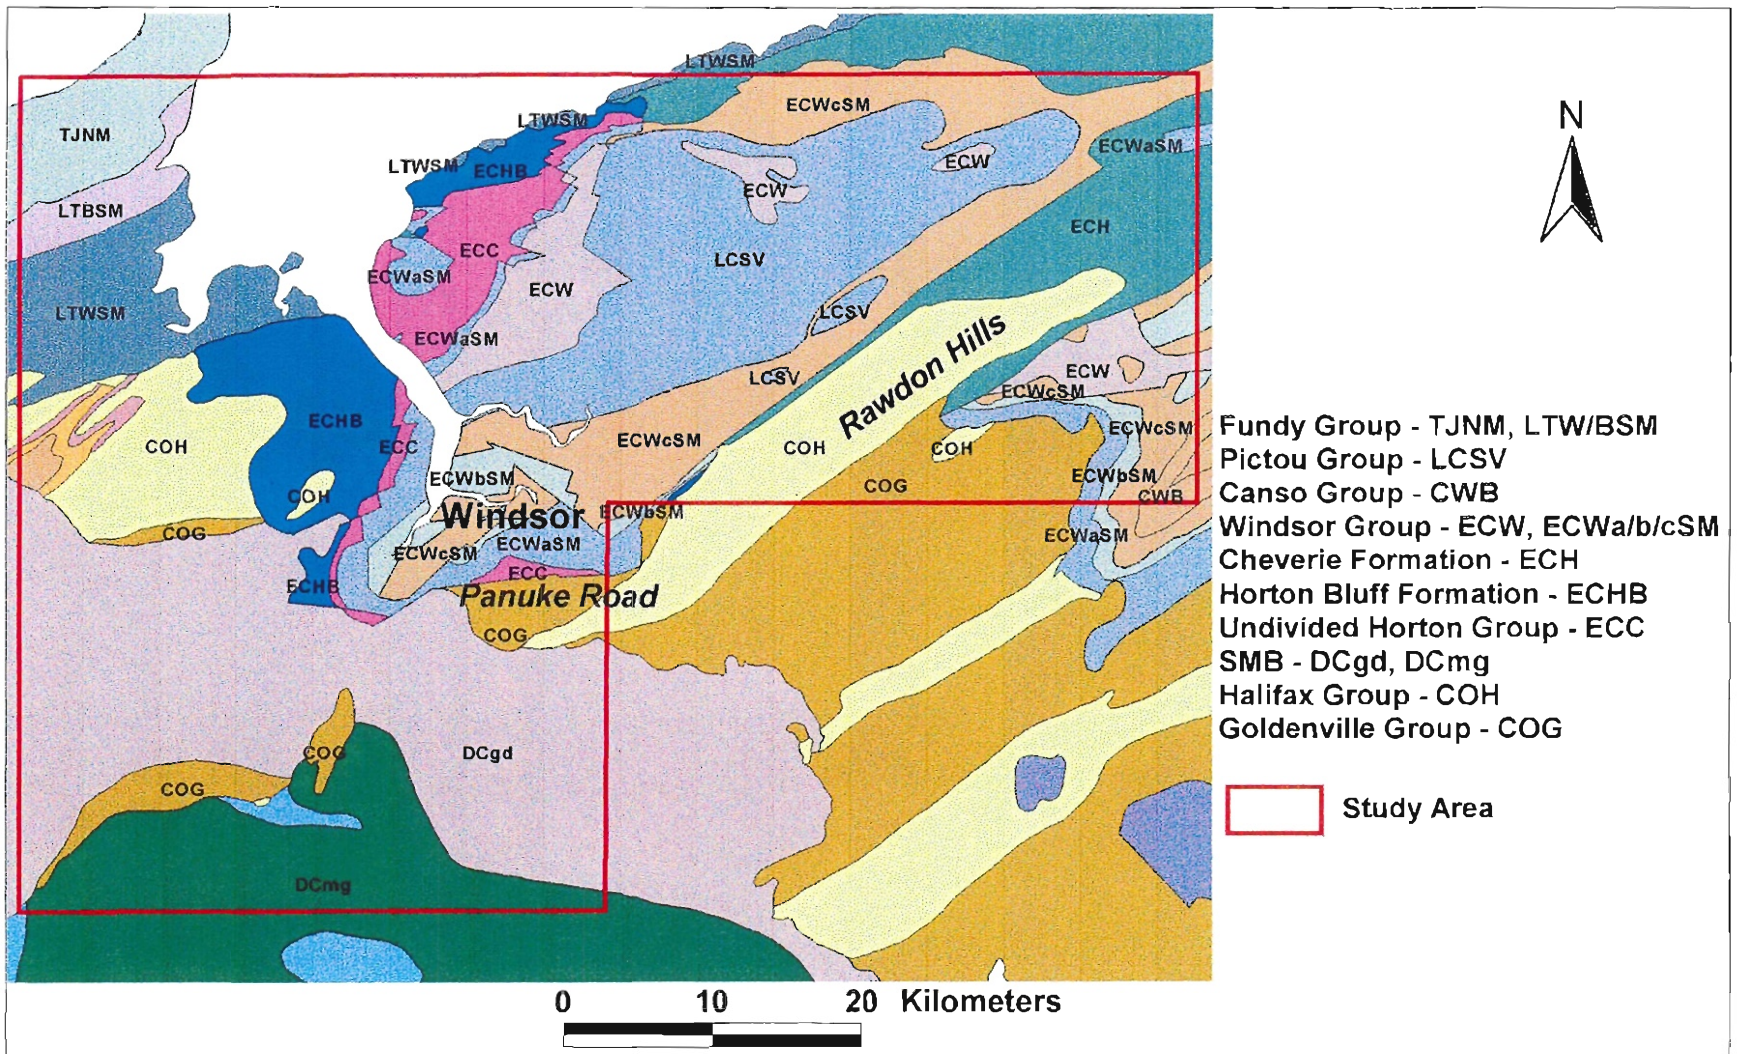 LTWSM
N
ECWcSM
LTWSM
TJNM
ECWaSM
LTWSM
ECHB
ECW
ECW
LTBSM
ECH
ECC
LCSV
ECWaSM
ECW
LTWSM
LCSV
ECWaSM
Rawdon Hills
ECW
LCSV
ECWcSM
ECHB
Fundy Group - TJNM, LTW/BSM
ECWcSM
COH
ECC
ECWcSM
COH
COH
Pictou Group - LCSV
ECWbSM
ECWbSM
COG
COH
CWB
Canso Group - CWB
Windsor
ECWbSM
Windsor Group - ECW, ECWa/b/cSM
COG
ECWaSM
ECWaSM
ECWcSM
Cheverie Formation - ECH
ECC
ECHB
Panuke Road
Horton Bluff Formation - ECHB
COG
Undivided Horton Group - ECC
SMB - DCgd, DCmg
Halifax Group - COH
Goldenville Group - COG
COG
DCgd
COG
Study Area
DCmg
0 10 20 Kilometers